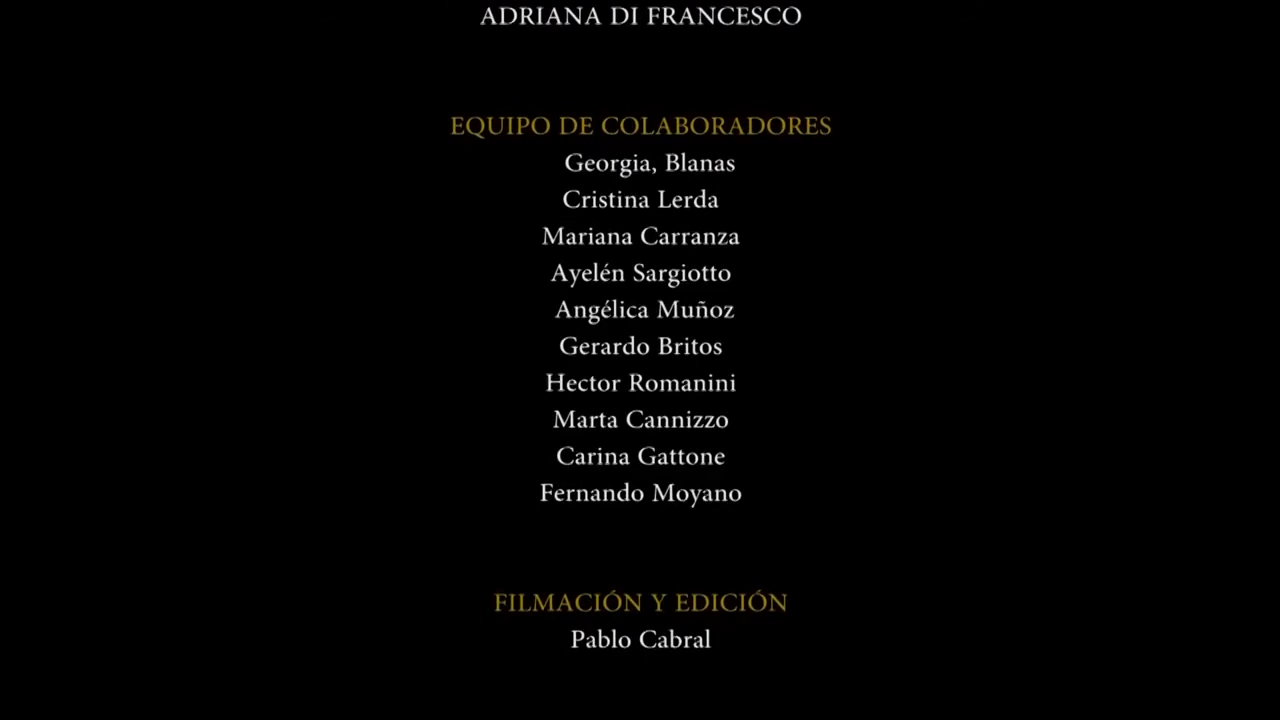 ADRIANA DI FRANCESCO
EQUIPO DE COLABORADORES
Georgia, Blanas
Cristina Lerda
Mariana Carranza
Ayelén Sargiotto
Angélica Muñoz
Gerardo Britos
Hector Romanini
Marta Cannizzo
Carina Gattone
Fernando Moyano
FILMACIÓN Y EDICIÓN
Pablo Cabral